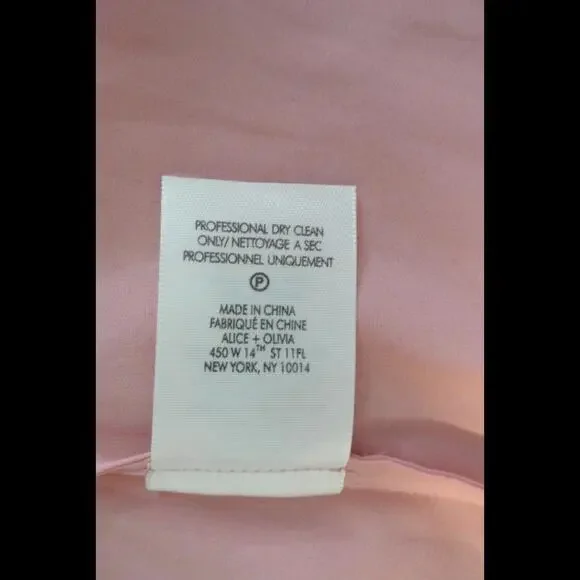 PROFESSIONAL DRY CLEAN
ONLY/ NETTOYAGE A SEC
PROFESSIONNEL UNIQUEMENT
P
MADE IN CHINA
FABRIQUÉ EN CHINE
ALICE + OLIVIA
450 W 14TH ST 11FL
NEW YORK, NY 10014